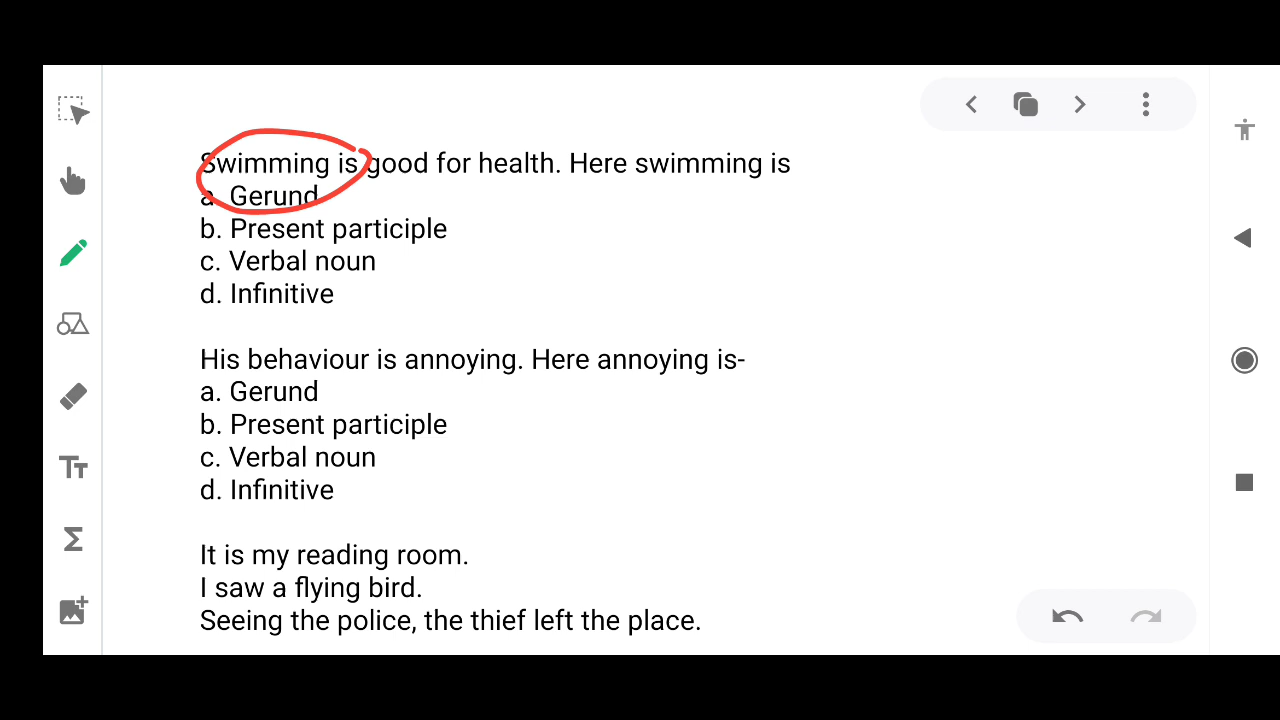 Swimming is good for health. Here swimming is
a. Gerund
b. Present participle
c. Verbal noun
d. Infinitive
His behaviour is annoying. Here annoying is-
a. Gerund
b. Present participle
c. Verbal noun
d. Infinitive
It is my reading room.
I saw a flying bird.
Seeing the police, the thief left the place.